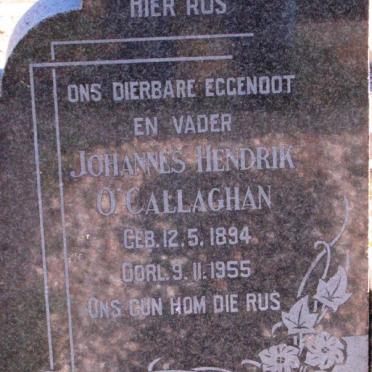 HIER RUS
ONS DIERBARE EGGENOOT
EN VADER
JOHANNES HENDRIK
O'CALLAGHAN
GEB. 12.5.1894
OORL. 9.11.1955
ONS GUN HOM DIE RUS